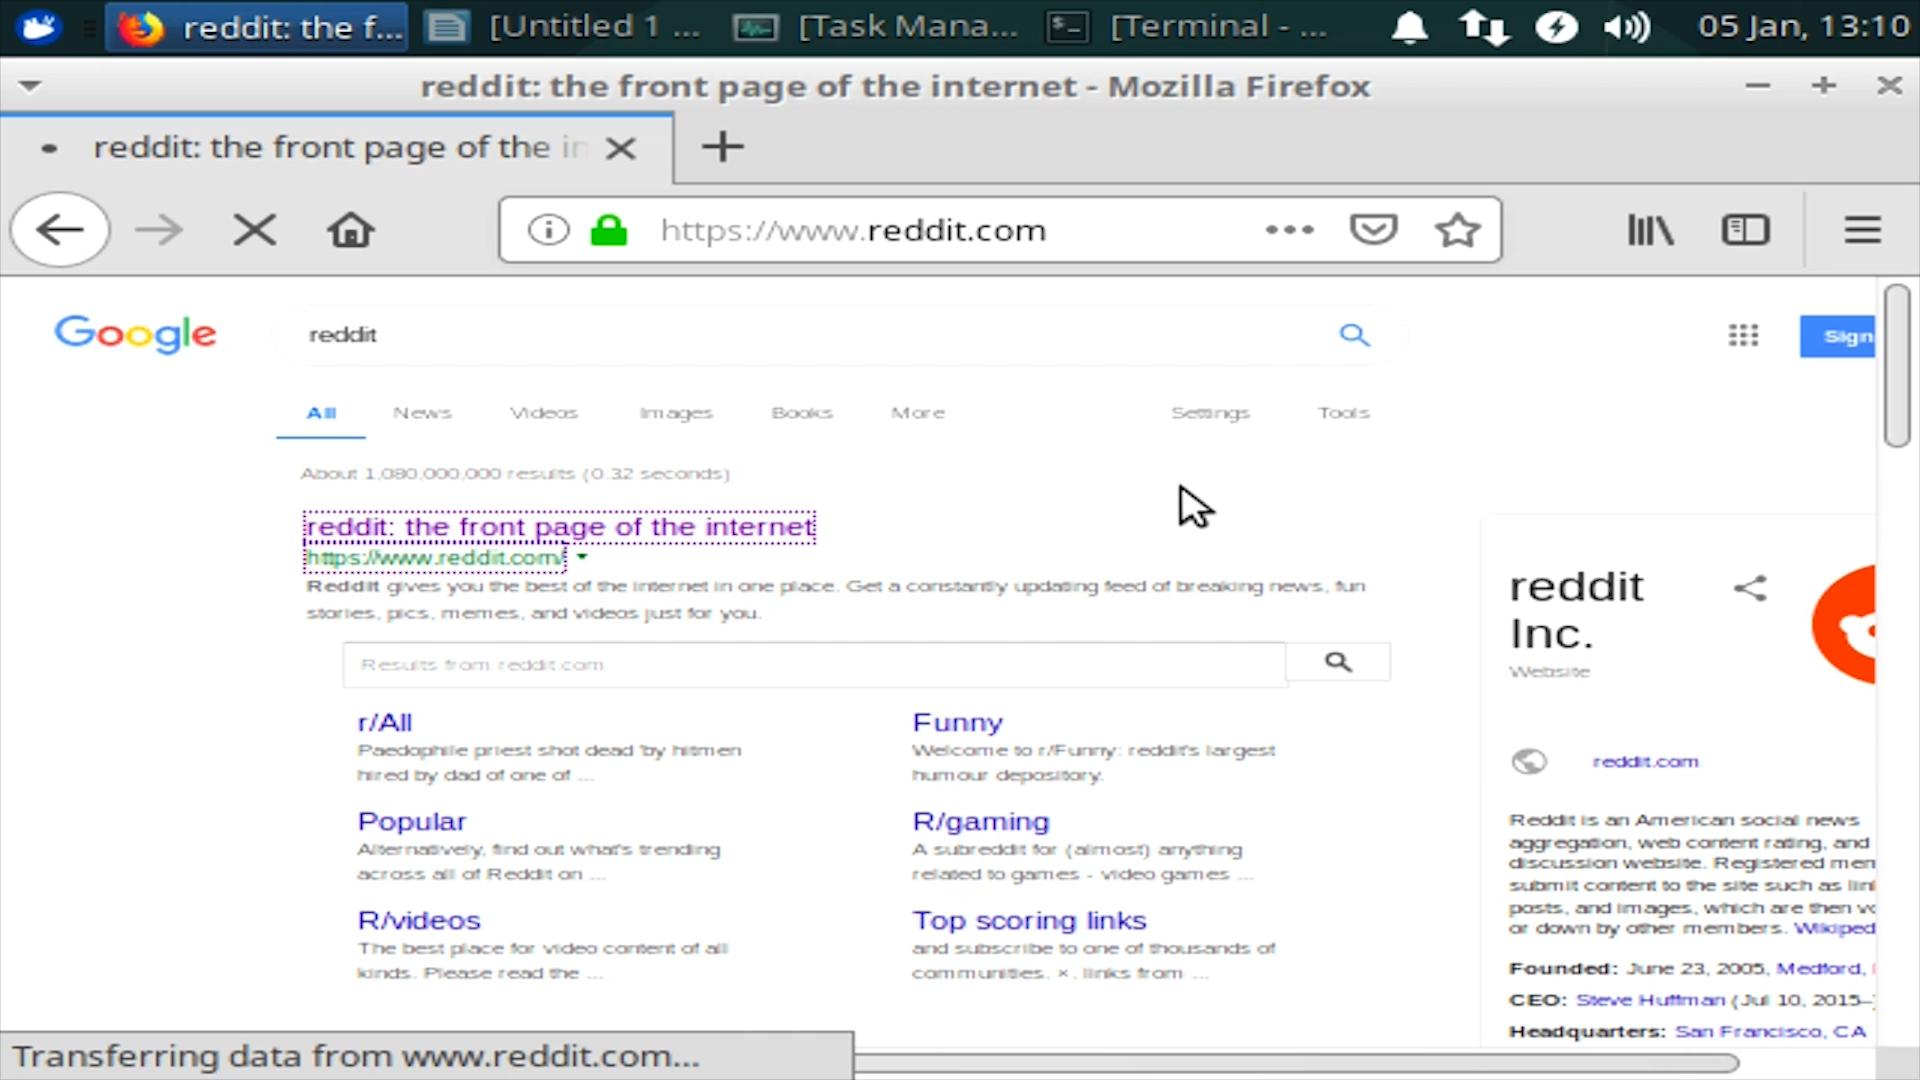 reddit: the f... [Untitled 1 ... [Task Mana... [Terminal - ... 05 Jan, 13:10
reddit: the front page of the internet - Mozilla Firefox
reddit: the front page of the in
https://www.reddit.com
Google reddit Sign
All News Videos Images Books More Settings Tools
About 1,080,000,000 results (0.32 seconds)
reddit: the front page of the internet
https://www.reddit.com/
Reddit gives you the best of the internet in one place. Get a constantly updating feed of breaking news, fun
stories, pics, memes, and videos just for you.
Results from reddit.com
r/All
Paedophile priest shot dead 'by hitmen
hired by dad of one of ...
Funny
Welcome to r/Funny: reddit's largest
humour depository.
Popular
Alternatively, find out what's trending
across all of Reddit on ...
R/gaming
A subreddit for (almost) anything
related to games - video games ...
R/videos
The best place for video content of all
kinds. Please read the ...
Top scoring links
and subscribe to one of thousands of
communities. ×. links from ...
reddit
Inc.
Website
reddit.com
Reddit is an American social news
aggregation, web content rating, and
discussion website. Registered mem
submit content to the site such as lin
posts, and images, which are then vo
or down by other members. Wikiped
Founded: June 23, 2005, Medford,
CEO: Steve Huffman (Jul 10, 2015–
Headquarters: San Francisco, CA
Transferring data from www.reddit.com...